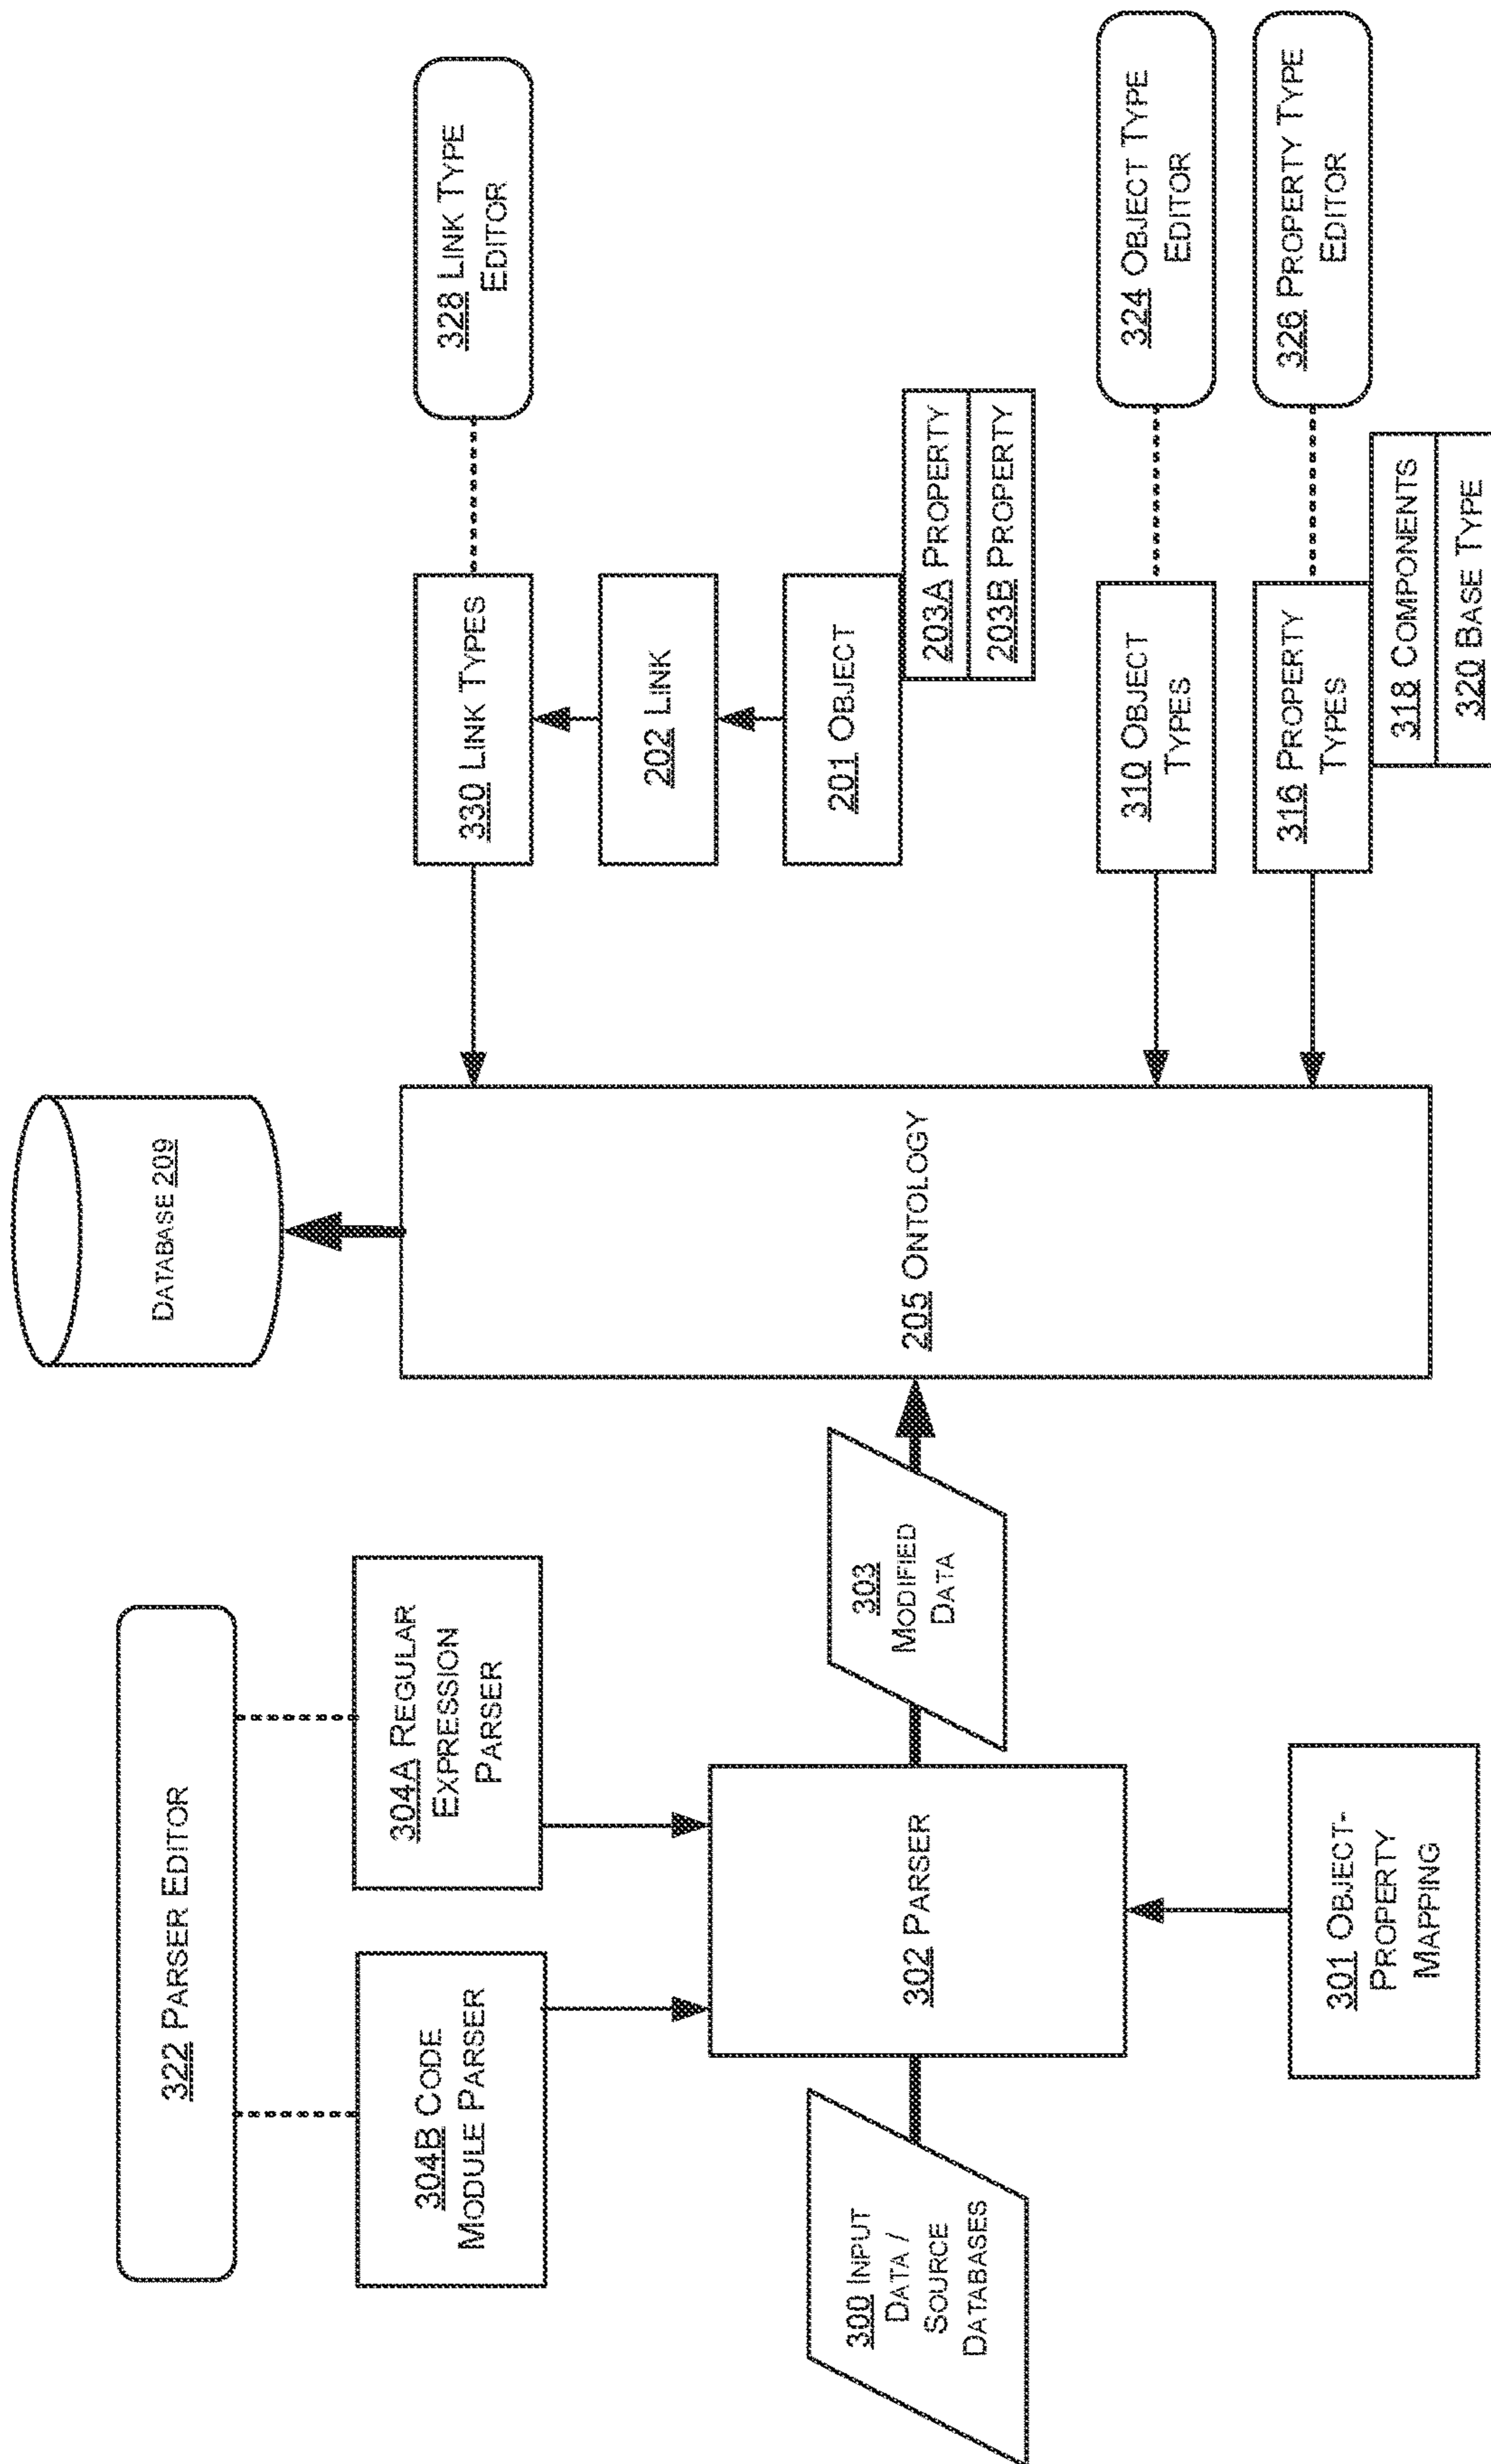 322 PARSER EDITOR
304B CODE
MODULE PARSER
304A REGULAR
EXPRESSION
PARSER
300 INPUT
DATA /
SOURCE
DATABASES
302 PARSER
303
MODIFIED
DATA
301 OBJECT-
PROPERTY
MAPPING
DATABASE 209
205 ONTOLOGY
330 LINK TYPES
328 LINK TYPE
EDITOR
202 LINK
201 OBJECT
203A PROPERTY
203B PROPERTY
310 OBJECT
TYPES
324 OBJECT TYPE
EDITOR
316 PROPERTY
TYPES
326 PROPERTY TYPE
EDITOR
318 COMPONENTS
320 BASE TYPE